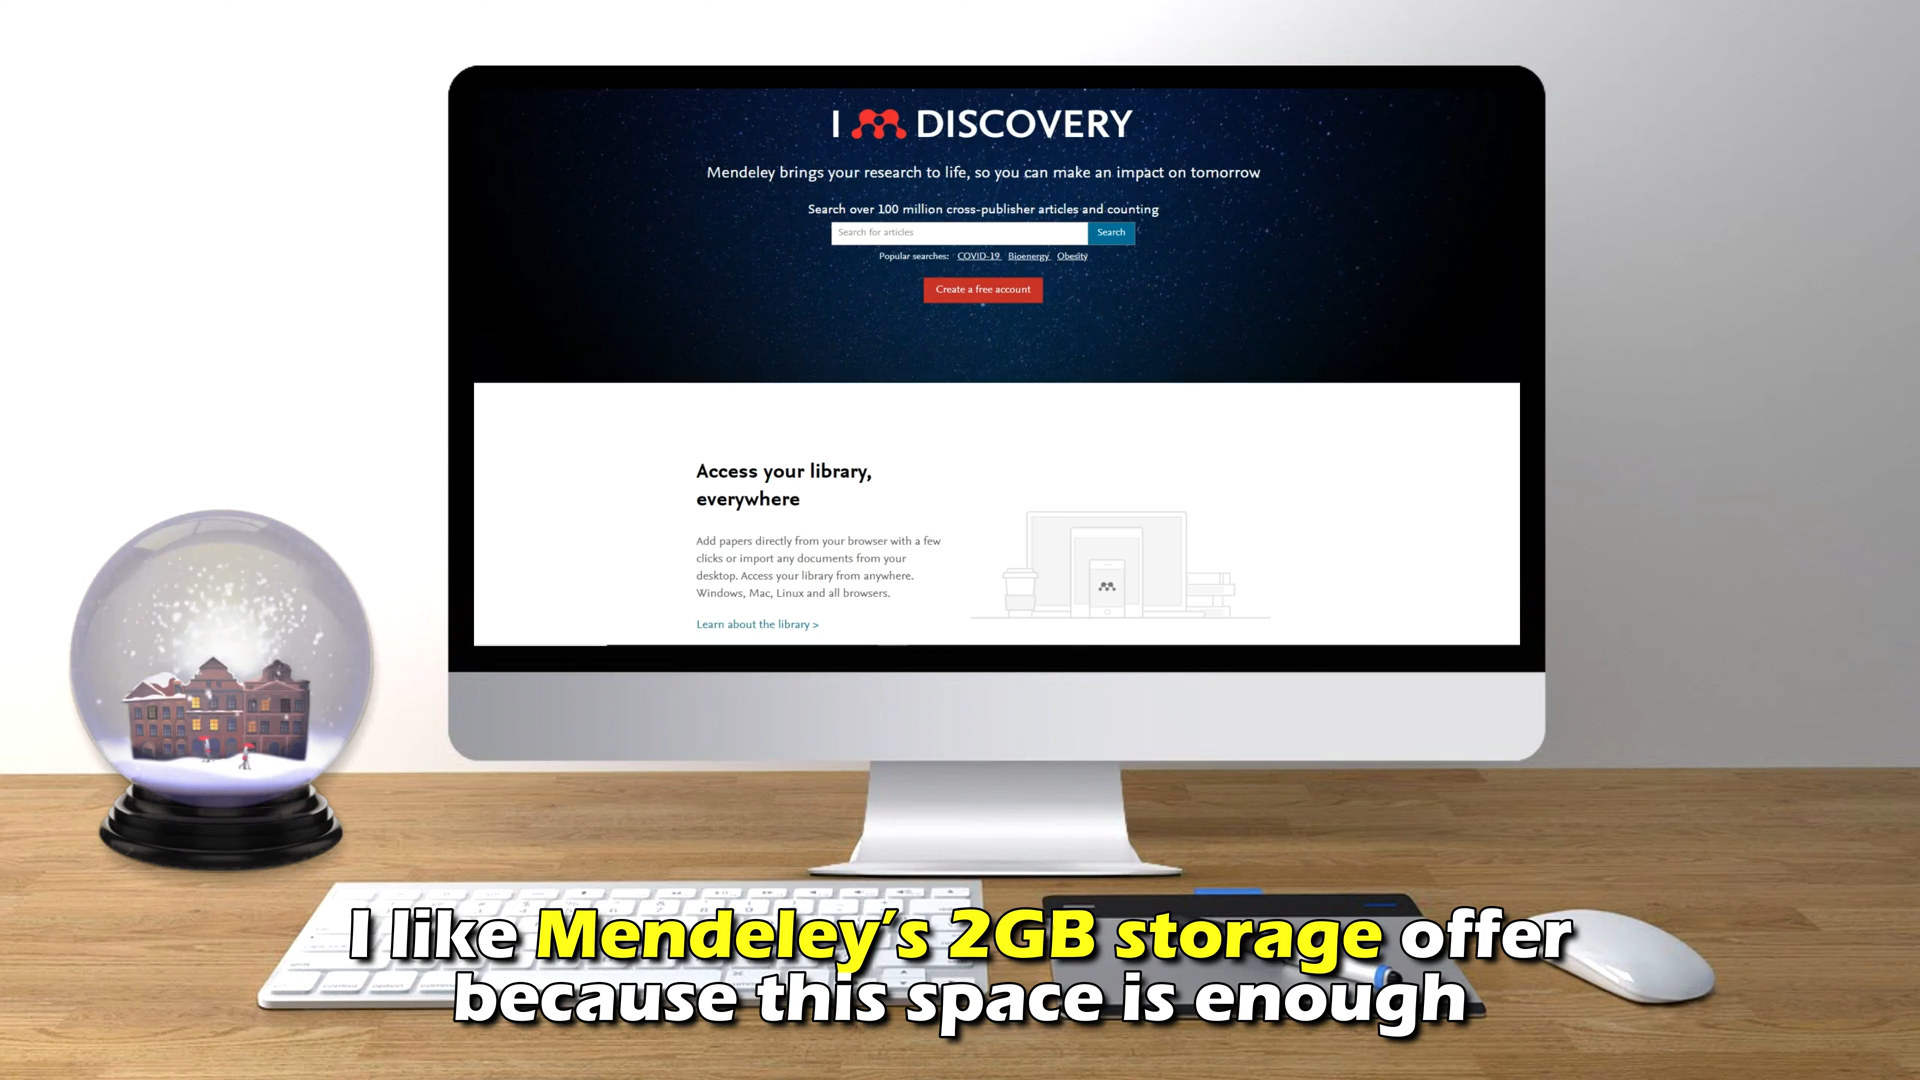 I DISCOVERY
Mendeley brings your research to life, so you can make an impact on tomorrow
Search over 100 million cross-publisher articles and counting
Search for articles Search
Popular searches: COVID-19 Bioenergy Obesity
Create a free account
Access your library,
everywhere
Add papers directly from your browser with a few
clicks or import any documents from your
desktop. Access your library from anywhere.
Windows, Mac, Linux and all browsers.
Learn about the library >
I like Mendeley's 2GB storage offer
because this space is enough